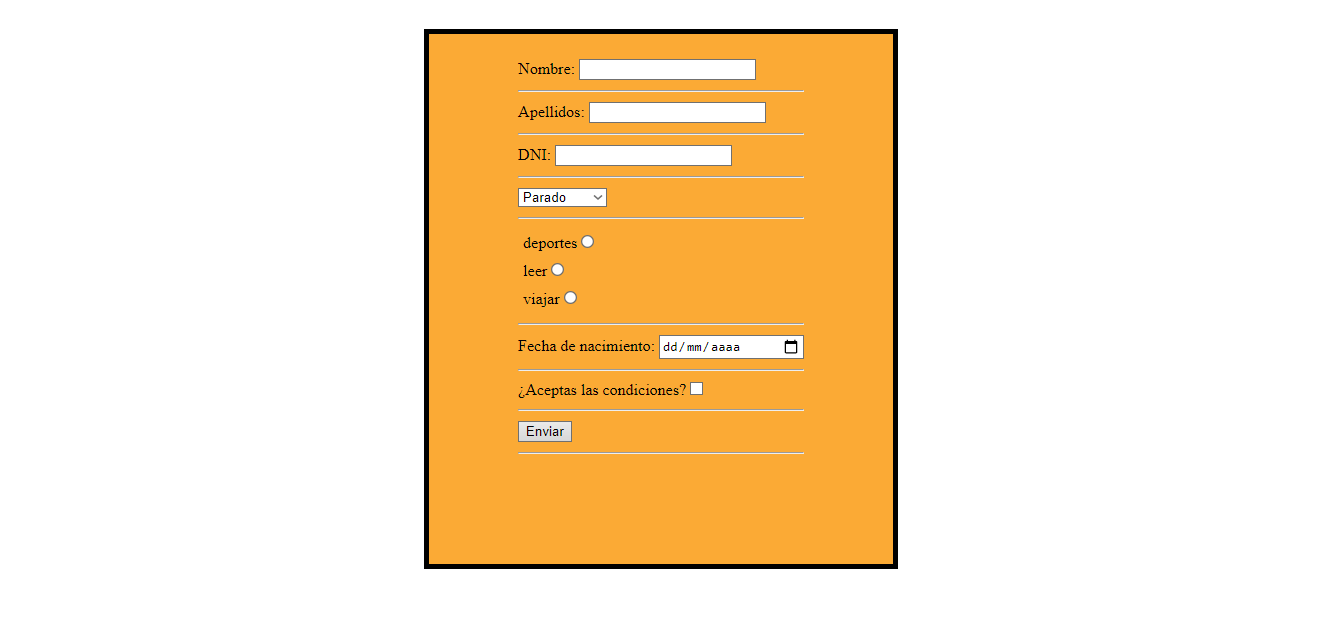 Nombre:
Apellidos:
DNI:
Parado
deportes
leer
viajar
Fecha de nacimiento: dd/mm/aaaa
¿Aceptas las condiciones?
Enviar